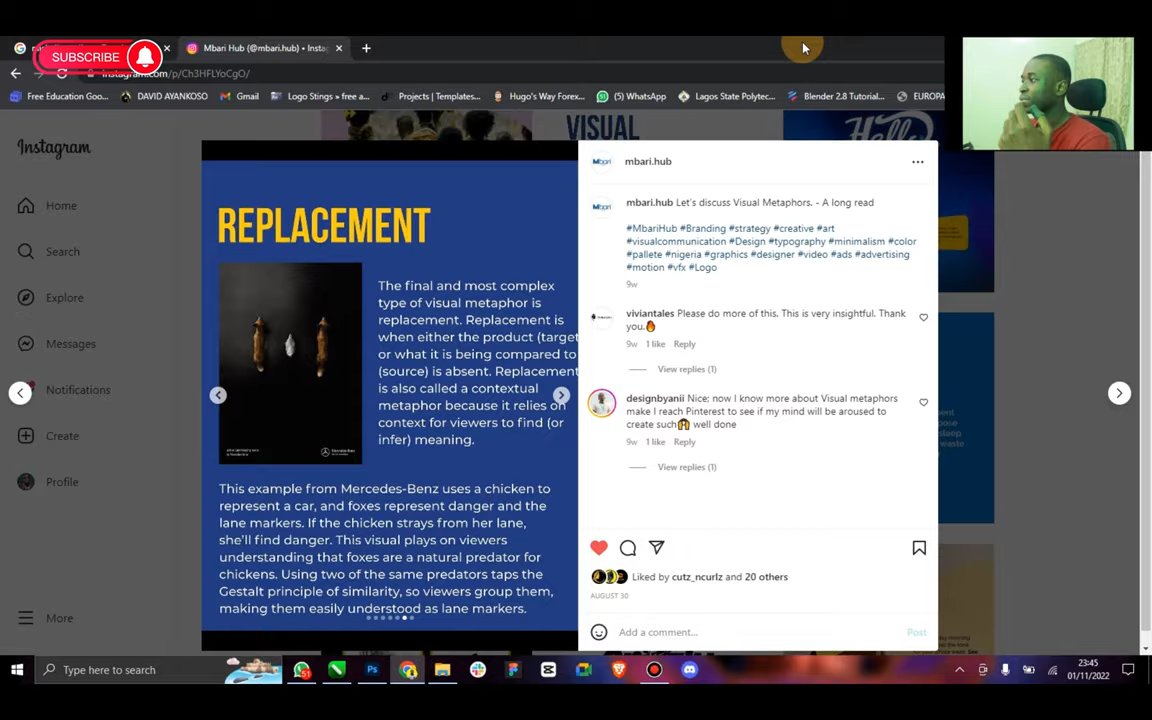 Mbari Hub (@mbari.hub) • Insta
SUBSCRIBE
instagram.com/p/Ch3HFLYoCgO/
Free Education Goo...
DAVID AYANKOSO
Gmail
Logo Stings » free a...
Projects | Templates...
Hugo's Way Forex...
(5) WhatsApp
Lagos State Polytec...
Blender 2.8 Tutorial...
EUROPA
Instagram
Home
Search
Explore
Messages
Notifications
Create
Profile
More
VISUAL
Hello
REPLACEMENT
The final and most complex
type of visual metaphor is
replacement. Replacement is
when either the product (target
or what it is being compared to
(source) is absent. Replacement
is also called a contextual
metaphor because it relies on
context for viewers to find (or
infer) meaning.
Mercedes-Benz
This example from Mercedes-Benz uses a chicken to
represent a car, and foxes represent danger and the
lane markers. If the chicken strays from her lane,
she'll find danger. This visual plays on viewers
understanding that foxes are a natural predator for
chickens. Using two of the same predators taps the
Gestalt principle of similarity, so viewers group them,
making them easily understood as lane markers.
Mbari
mbari.hub
Mbari
mbari.hub Let's discuss Visual Metaphors. - A long read
#MbariHub #Branding #strategy #creative #art
#visualcommunication #Design #typography #minimalism #color
#pallete #nigeria #graphics #designer #video #ads #advertising
#motion #vfx #Logo
9w
viviantales Please do more of this. This is very insightful. Thank
you.🔥
9w 1 like Reply
View replies (1)
designbyanii Nice; now I know more about Visual metaphors
make I reach Pinterest to see if my mind will be aroused to
create such😱 well done
9w 1 like Reply
View replies (1)
Liked by cutz_ncurlz and 20 others
AUGUST 30
Add a comment...
Post
ent
pose
sleep
waste
Type here to search
23:45
01/11/2022